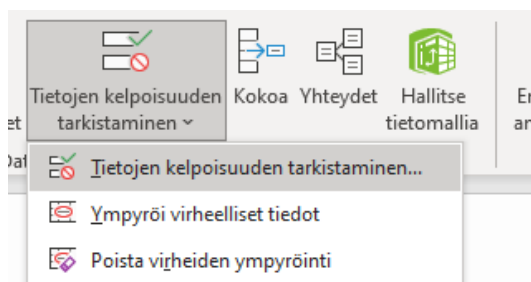 Tietojen kelpoisuuden Kokoa Yhteydet Hallitse
tarkistaminen tietomallia
Tietojen kelpoisuuden tarkistaminen...
Ympyröi virheelliset tiedot
Poista virheiden ympyröinti